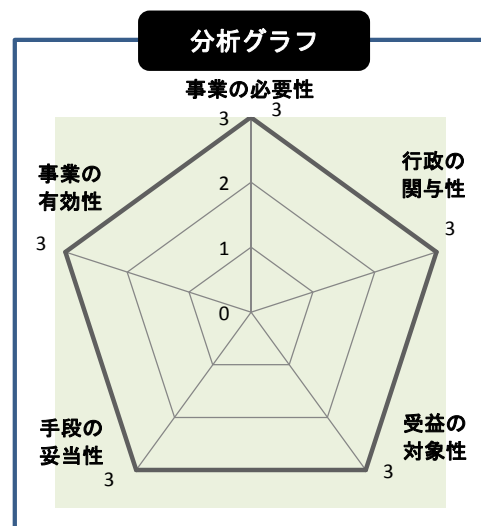 分析グラフ
事業の必要性
3
3
行政の
関与性
事業の
有効性
2
3
3
1
0
受益の
対象性
手段の
妥当性
3
3